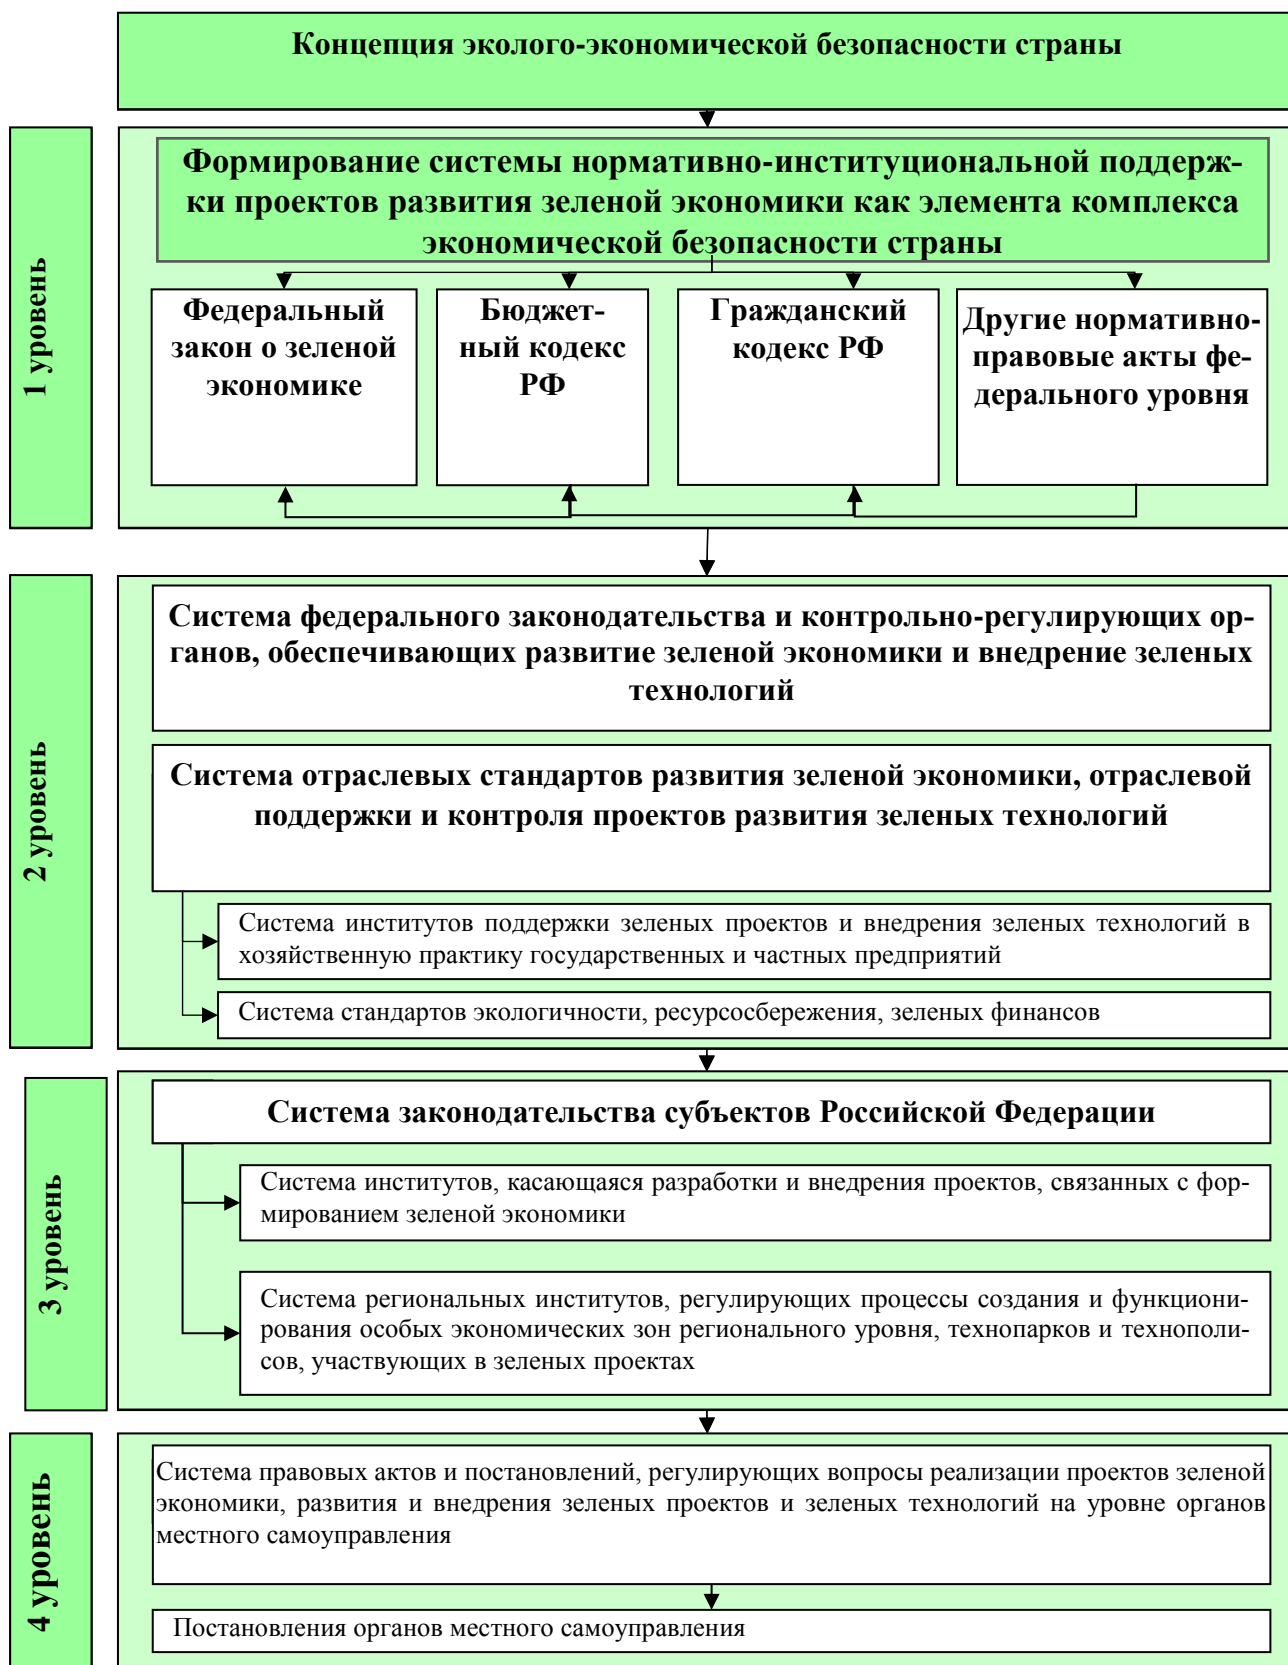 Концепция эколого-экономической безопасности страны
1 уровень
Формирование системы нормативно-институциональной поддерж-
ки проектов развития зеленой экономики как элемента комплекса
экономической безопасности страны
Федеральный
закон о зеленой
экономике
Бюджет-
ный кодекс
РФ
Гражданский
кодекс РФ
Другие нормативно-
правовые акты фе-
дерального уровня
2 уровень
Система федерального законодательства и контрольно-регулирующих ор-
ганов, обеспечивающих развитие зеленой экономики и внедрение зеленых
технологий
Система отраслевых стандартов развития зеленой экономики, отраслевой
поддержки и контроля проектов развития зеленых технологий
Система институтов поддержки зеленых проектов и внедрения зеленых технологий в
хозяйственную практику государственных и частных предприятий
Система стандартов экологичности, ресурсосбережения, зеленых финансов
3 уровень
Система законодательства субъектов Российской Федерации
Система институтов, касающаяся разработки и внедрения проектов, связанных с фор-
мированием зеленой экономики
Система региональных институтов, регулирующих процессы создания и функциони-
рования особых экономических зон регионального уровня, технопарков и технополи-
сов, участвующих в зеленых проектах
4 уровень
Система правовых актов и постановлений, регулирующих вопросы реализации проектов зеленой
экономики, развития и внедрения зеленых проектов и зеленых технологий на уровне органов
местного самоуправления
Постановления органов местного самоуправления